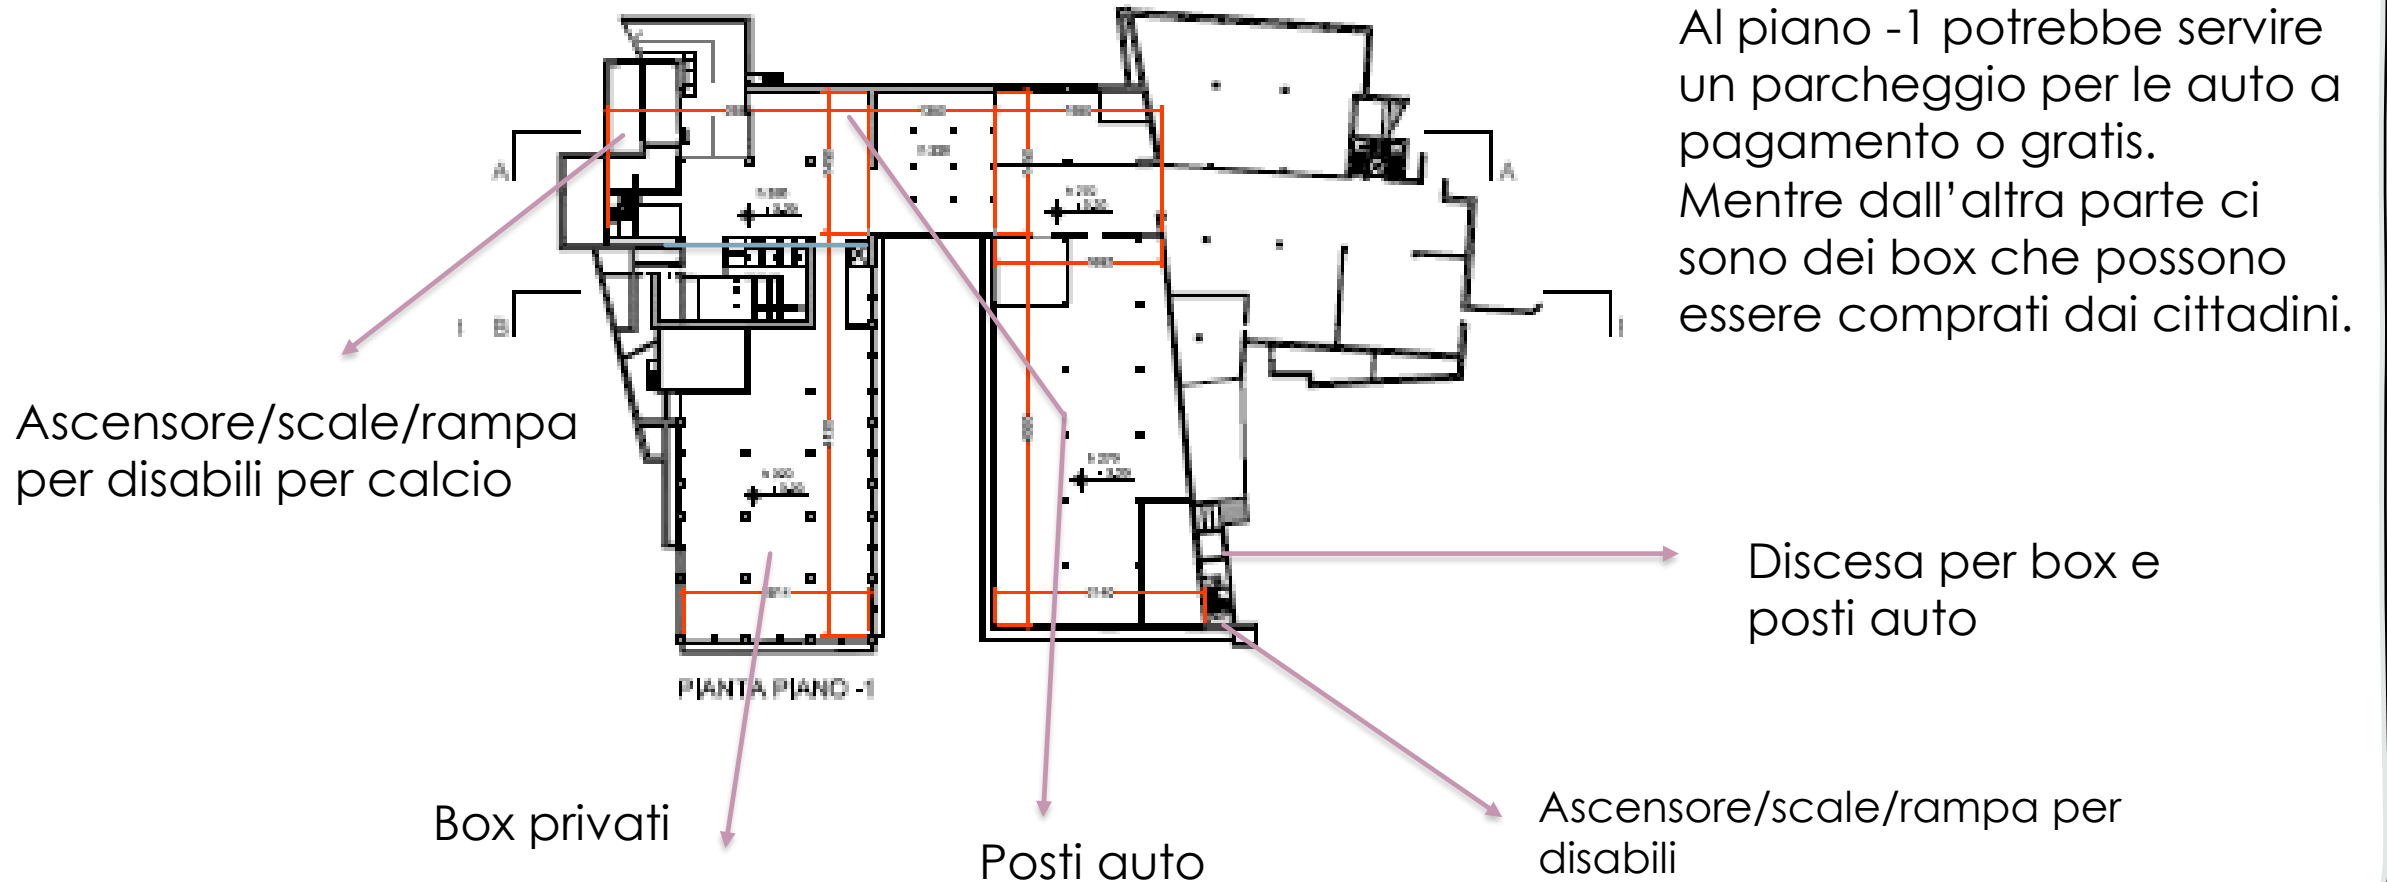 Al piano -1 potrebbe servire
un parcheggio per le auto a
pagamento o gratis.
Mentre dall’altra parte ci
sono dei box che possono
essere comprati dai cittadini.
A
A
B
Ascensore/scale/rampa
per disabili per calcio
PIANTA PIANO -1
Discesa per box e
posti auto
Box privati
Posti auto
Ascensore/scale/rampa per
disabili